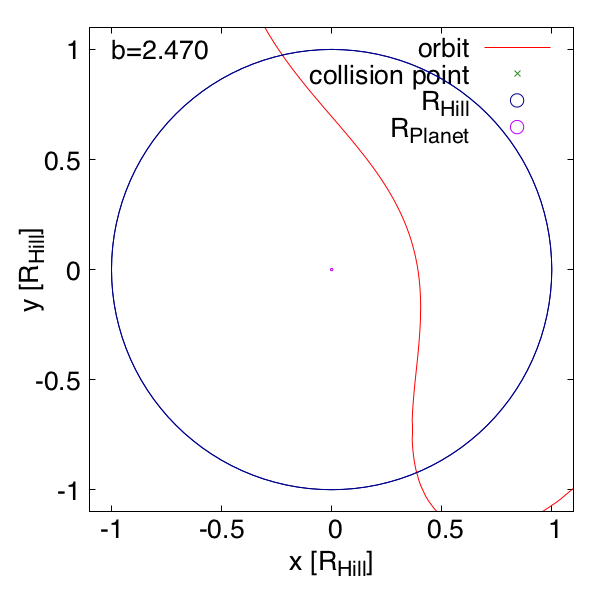 b=2.470
orbit
collision point
R_Hill
R_Planet
1
0.5
0
-0.5
-1
y [R_Hill]
-1
-0.5
0
0.5
1
x [R_Hill]